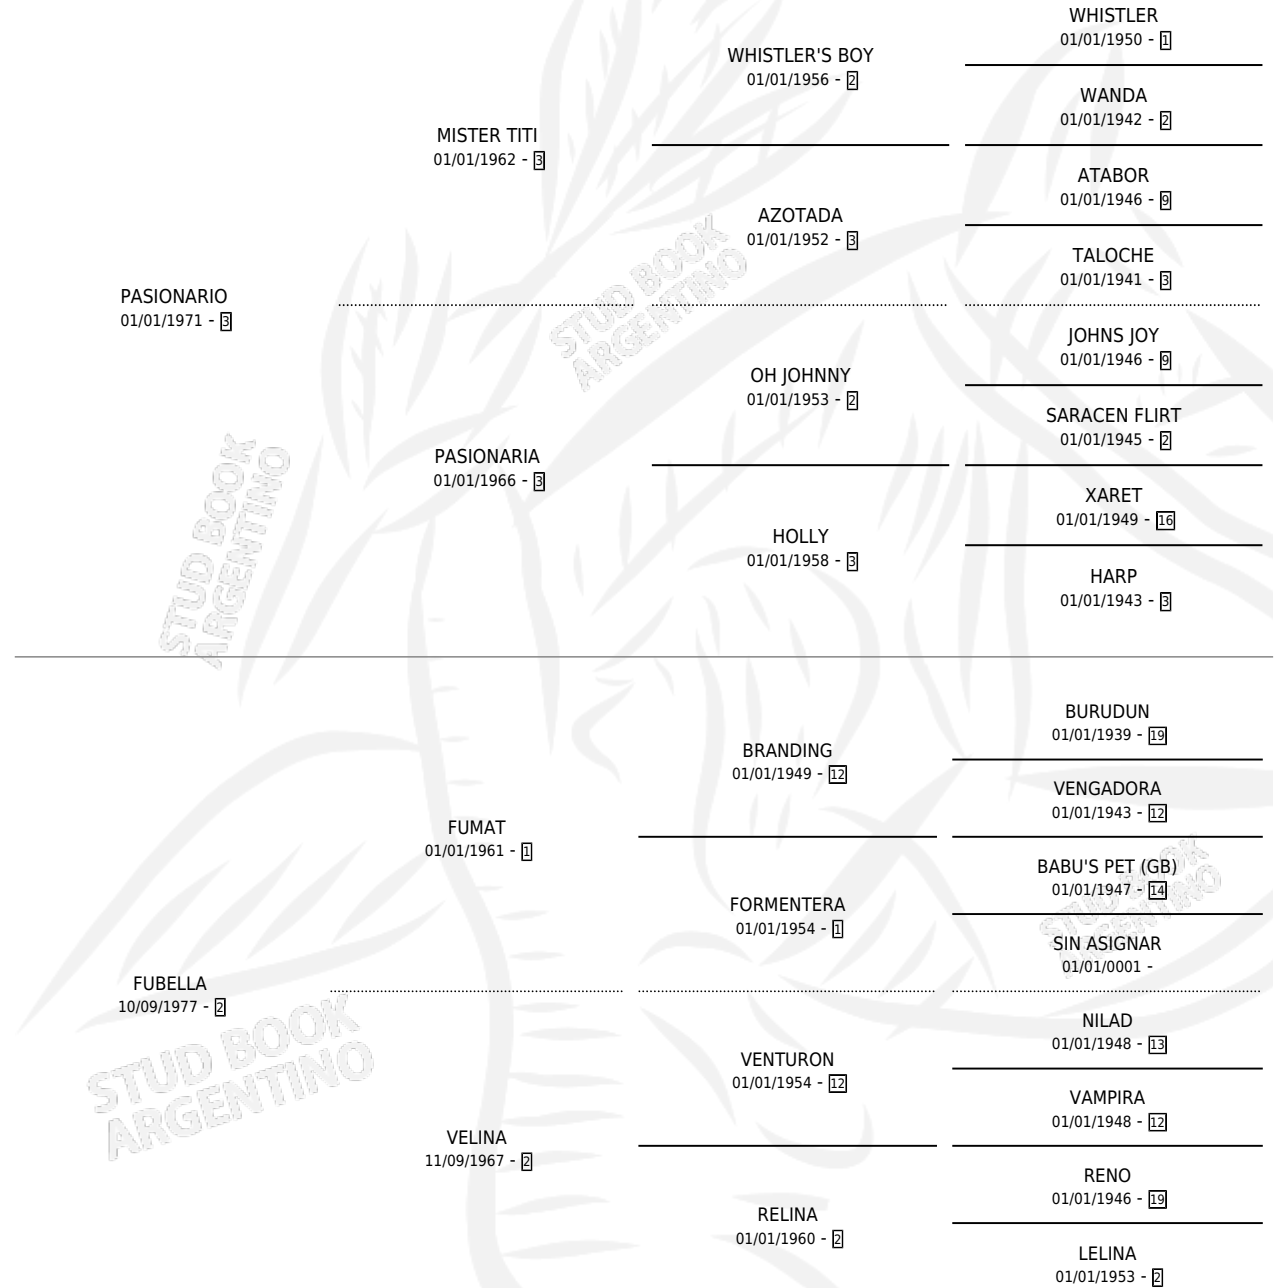 WHISTLER
01/01/1950 - 1
WHISTLER'S BOY
01/01/1956 - 2
WANDA
01/01/1942 - 2
MISTER TITI
01/01/1962 - 3
ATABOR
01/01/1946 - 9
AZOTADA
01/01/1952 - 3
TALOCHE
01/01/1941 - 3
PASIONARIO
01/01/1971 - 3
JOHNS JOY
01/01/1946 - 9
OH JOHNNY
01/01/1953 - 2
SARACEN FLIRT
01/01/1945 - 2
PASIONARIA
01/01/1966 - 3
XARET
01/01/1949 - 16
HOLLY
01/01/1958 - 3
HARP
01/01/1943 - 3
STUD BOOK
ARGENTINO
STUD BOOK
ARGENTINO
BURUDUN
01/01/1939 - 19
BRANDING
01/01/1949 - 12
VENGADORA
01/01/1943 - 12
FUMAT
01/01/1961 - 1
BABU'S PET (GB)
01/01/1947 - 14
FORMENTERA
01/01/1954 - 1
SIN ASIGNAR
01/01/0001 -
FUBELLA
10/09/1977 - 2
NILAD
01/01/1948 - 13
VENTURON
01/01/1954 - 12
VAMPIRA
01/01/1948 - 12
VELINA
11/09/1967 - 2
RENO
01/01/1946 - 19
RELINA
01/01/1960 - 2
LELINA
01/01/1953 - 2
STUD BOOK
ARGENTINO
STUD BOOK
ARGENTINO